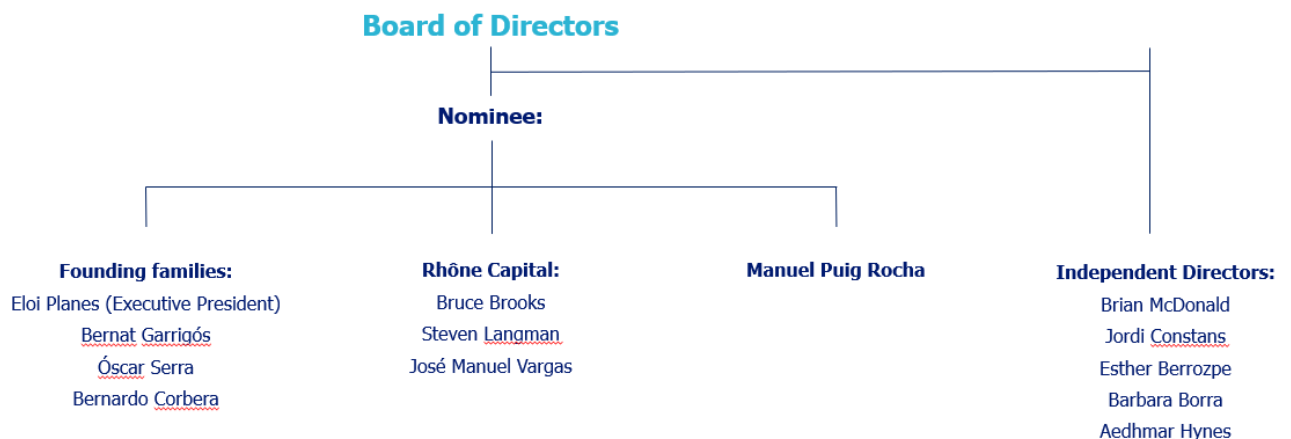 Board of Directors
Nominee:
Founding families:
Eloi Planes (Executive President)
Bernat Garrigós
Óscar Serra
Bernardo Corbera
Rhône Capital:
Bruce Brooks
Steven Langman
José Manuel Vargas
Manuel Puig Rocha
Independent Directors:
Brian McDonald
Jordi Constans
Esther Berrozpe
Barbara Borra
Aedhmar Hynes